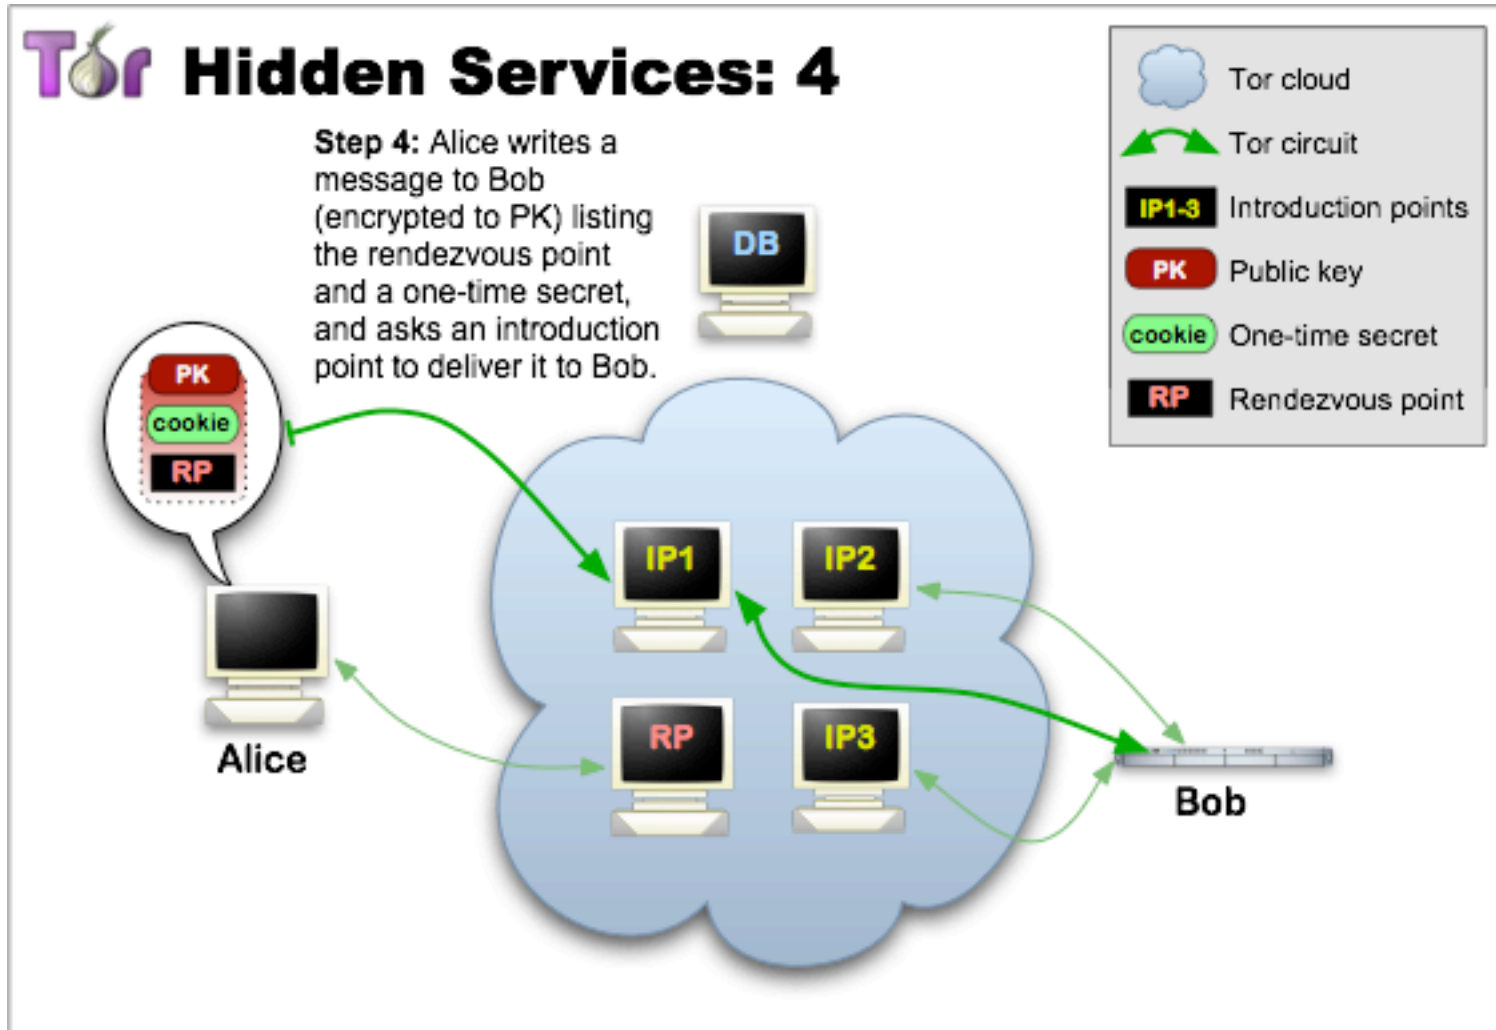 Tor Hidden Services: 4
Step 4: Alice writes a
message to Bob
(encrypted to PK) listing
the rendezvous point
and a one-time secret,
and asks an introduction
point to deliver it to Bob.
DB
Tor cloud
Tor circuit
IP1-3 Introduction points
PK Public key
cookie One-time secret
RP Rendezvous point
PK
cookie
RP
IP1
IP2
RP
IP3
Alice
Bob